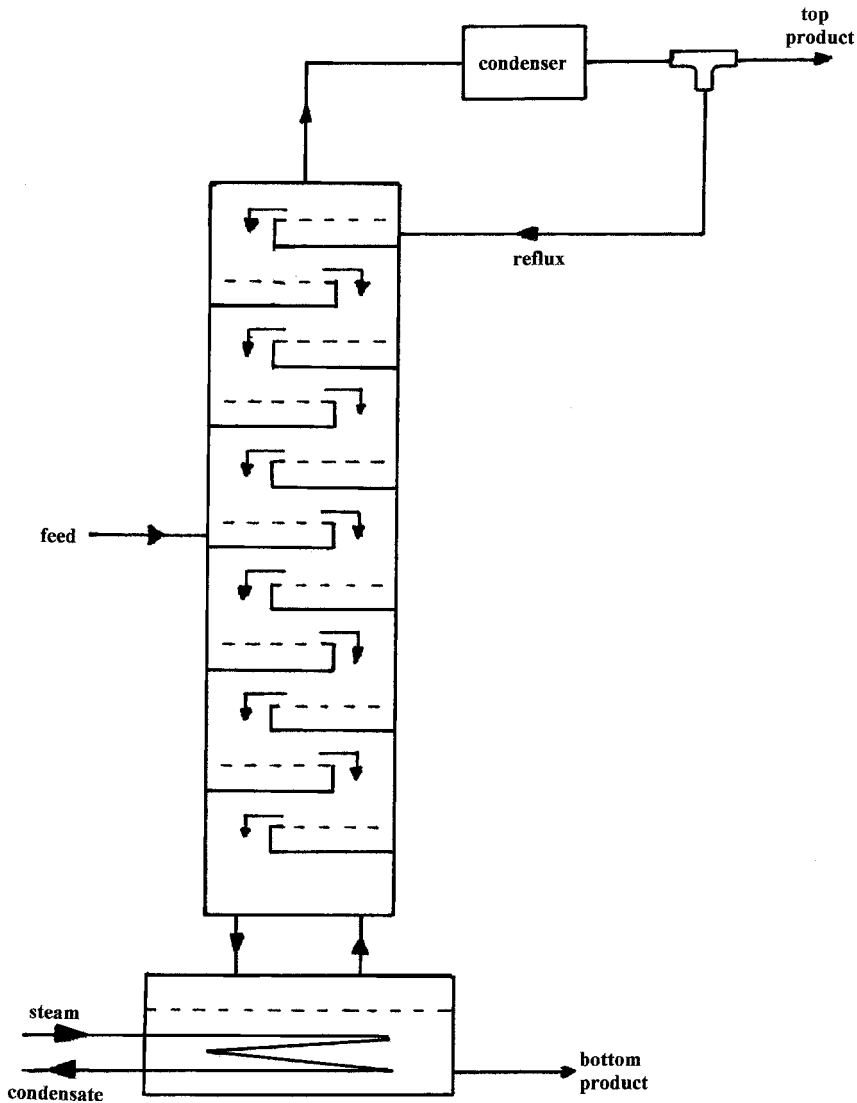 top
product
condenser
reflux
feed
steam
condensate
bottom
product